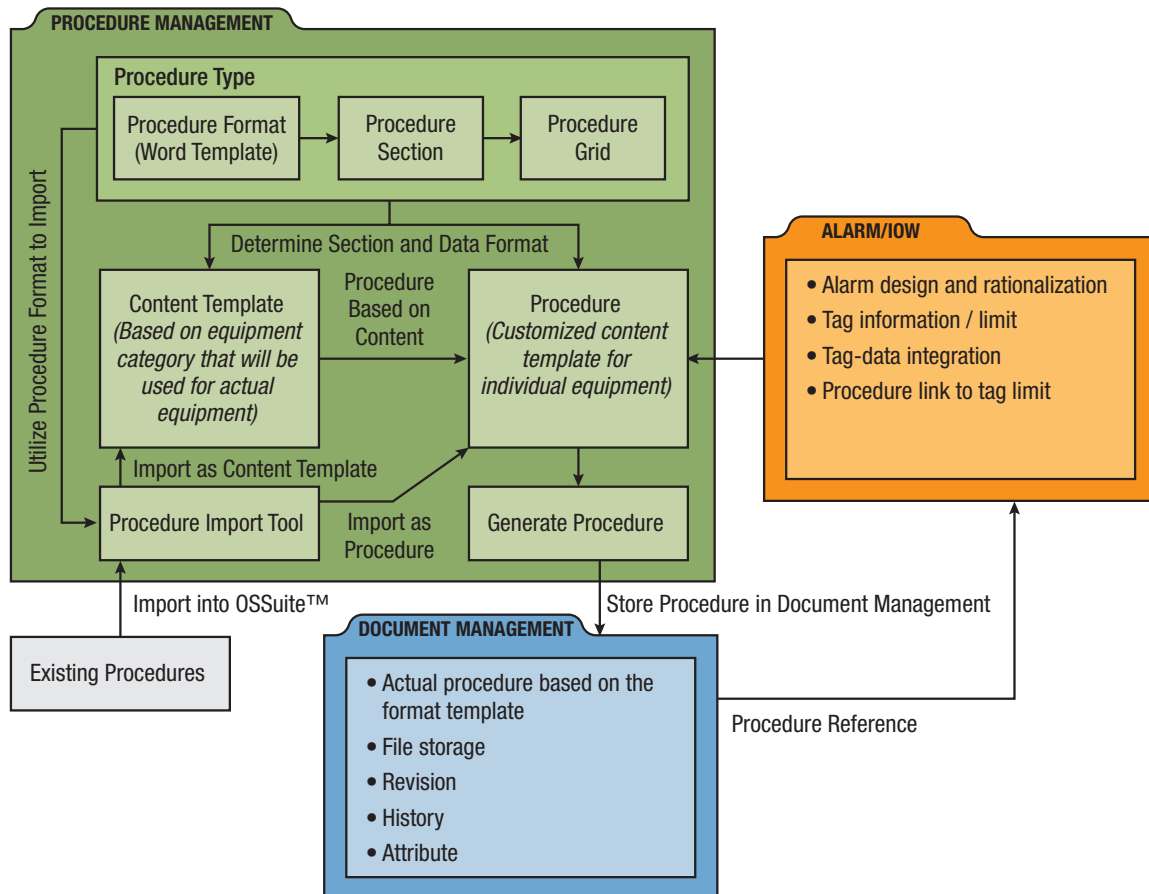 PROCEDURE MANAGEMENT
Procedure Type
Procedure Format
(Word Template)
Procedure
Section
Procedure
Grid
Utilize Procedure Format to Import
Determine Section and Data Format
Content Template
(Based on equipment
category that will be
used for actual
equipment)
Procedure
Based on
Content
Procedure
(Customized content
template for
individual equipment)
Import as Content Template
Procedure Import Tool
Import as
Procedure
Generate Procedure
ALARM/IOW
• Alarm design and rationalization
• Tag information / limit
• Tag-data integration
• Procedure link to tag limit
Import into OSSuite™
Existing Procedures
Store Procedure in Document Management
DOCUMENT MANAGEMENT
• Actual procedure based on the
format template
• File storage
• Revision
• History
• Attribute
Procedure Reference